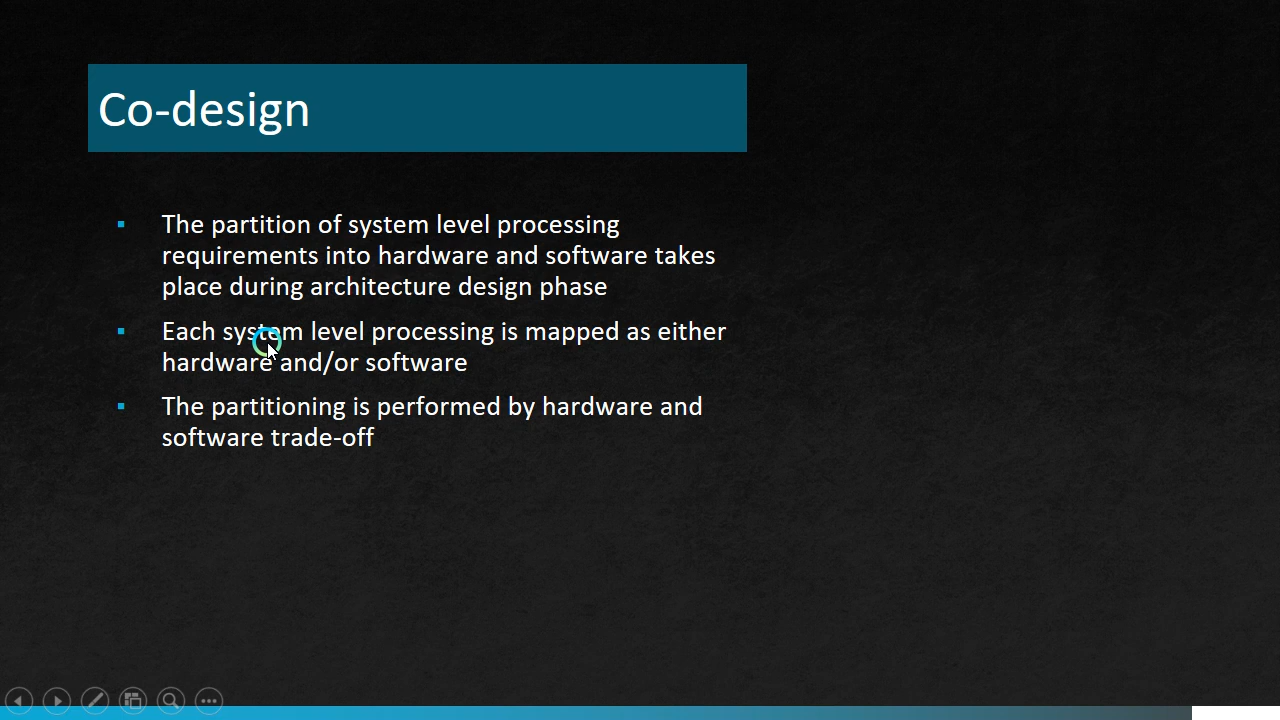 Co-design
The partition of system level processing
requirements into hardware and software takes
place during architecture design phase
Each system level processing is mapped as either
hardware and/or software
The partitioning is performed by hardware and
software trade-off